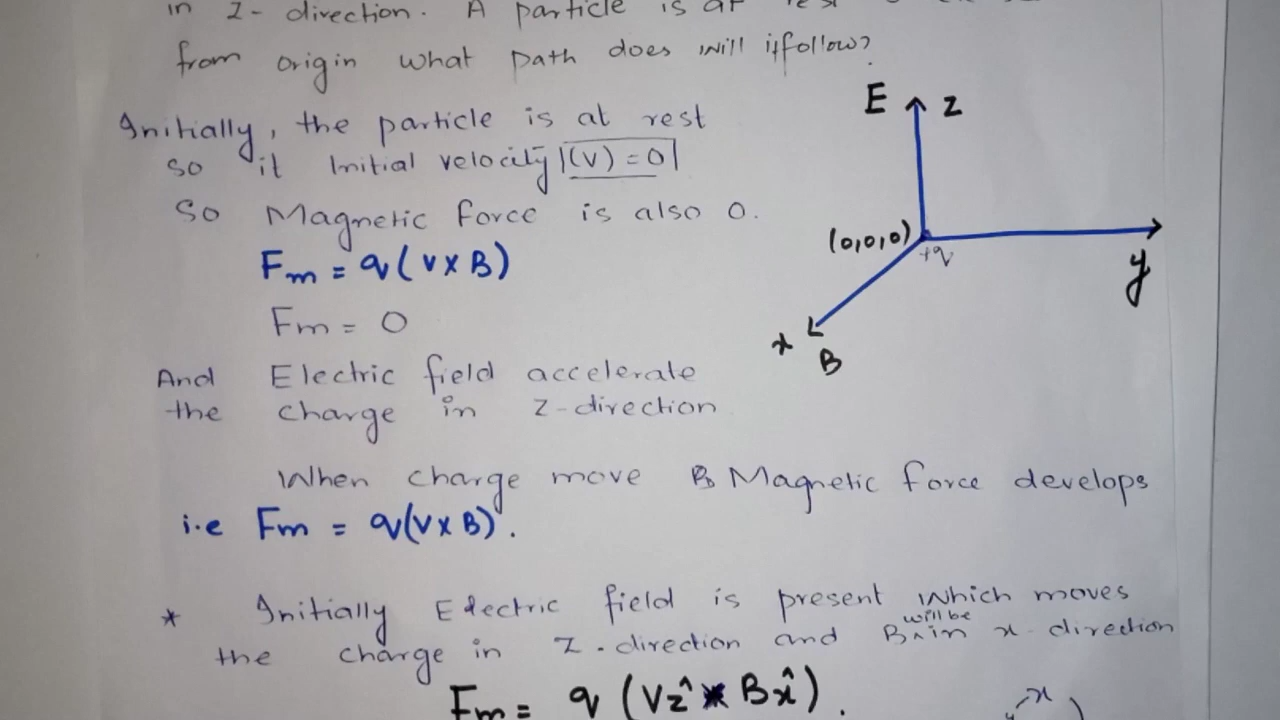 in Z- direction. A particle is at rest
from origin what path does will it follow?
Initially, the particle is at rest
so it Initial velocity |(V) = 0|
So Magnetic force is also 0.
Fm = q(V×B)
Fm = 0
And Electric field accelerate
the charge in Z-direction
When charge move B Magnetic force develops
i.e Fm = q(V×B).
* Initially Electric field is present which moves
the charge in Z-direction and B will be in x direction
Fm = q (Vẑ × Bx̂).
E z
(0,0,0)
+q
y
x
B
x